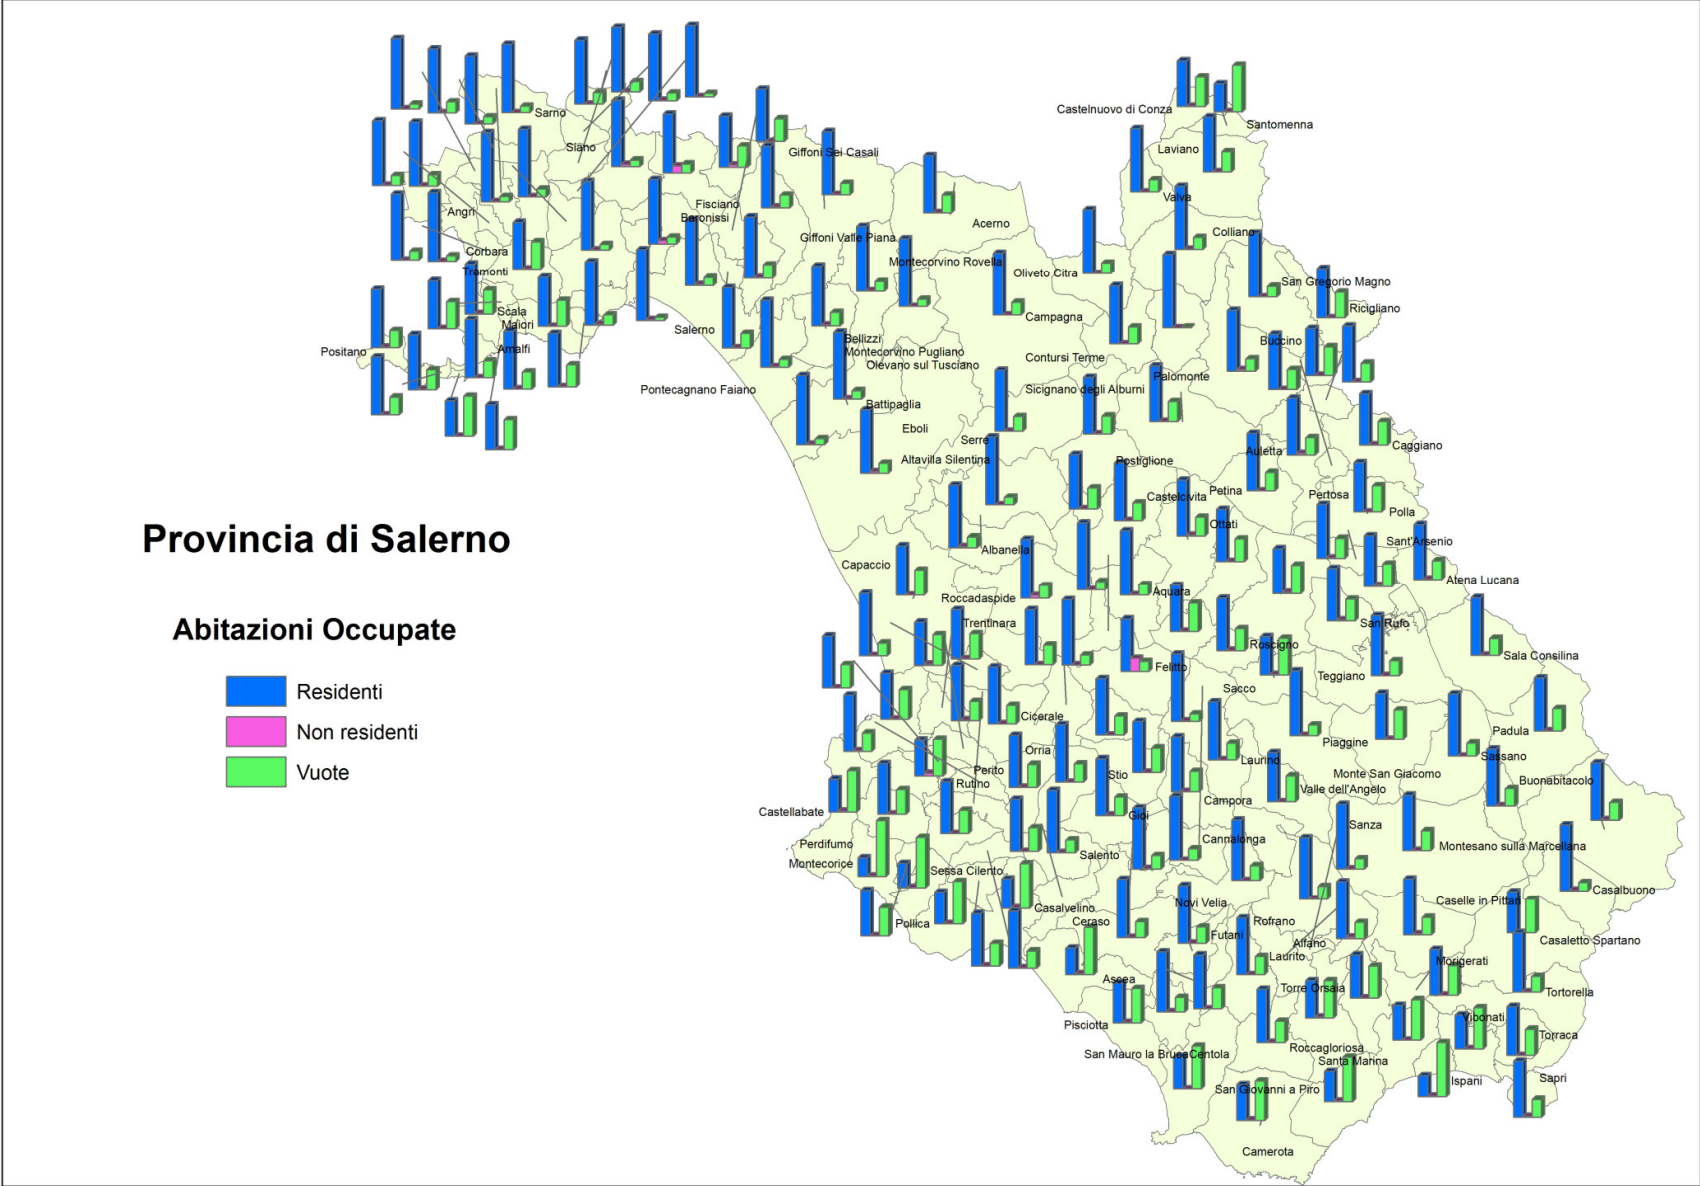 Castelnuovo di Conza
Santomenna
Sarno
Siano
Giffoni Sei Casali
Laviano
Valva
Fisciano
Baronissi
Angri
Acerno
Colliano
Giffoni Valle Piana
Corbara
Montecorvino Rovella
Tramonti
Oliveto Citra
San Gregorio Magno
Ricigliano
Scala
Maiori
Salerno
Campagna
Positano
Amalfi
Bellizzi
Buccino
Montecorvino Pugliano
Contursi Terme
Olevano sul Tusciano
Palomonte
Pontecagnano Faiano
Sicignano degli Alburni
Battipaglia
Eboli
Serre
Caggiano
Auletta
Altavilla Silentina
Postiglione
Petina
Pertosa
Castelcivita
Polla
Ottati
Provincia di Salerno
Sant'Arsenio
Albanella
Capaccio
Atena Lucana
Aquara
Roccadaspide
Trentinara
San Rufo
Abitazioni Occupate
Roscigno
Sala Consilina
Felitto
Teggiano
Residenti
Sacco
Cicerale
Non residenti
Padula
Piaggine
Orria
Sassano
Laurino
Vuote
Perito
Stio
Monte San Giacomo
Buonabitacolo
Rutino
Valle dell'Angelo
Campora
Castellabate
Gioi
Sanza
Cannalonga
Perdifumo
Montesano sulla Marcellana
Salento
Montecorice
Sessa Cilento
Casalbuono
Novi Velia
Caselle in Pittari
Casalvelino
Pollica
Ceraso
Rofrano
Futani
Alfano
Casaletto Spartano
Laurito
Morigerati
Ascea
Torre Orsaia
Tortorella
Vibonati
Pisciotta
Torraca
Roccagloriosa
San Mauro la Bruca
Centola
Santa Marina
Sapri
Ispani
San Giovanni a Piro
Camerota